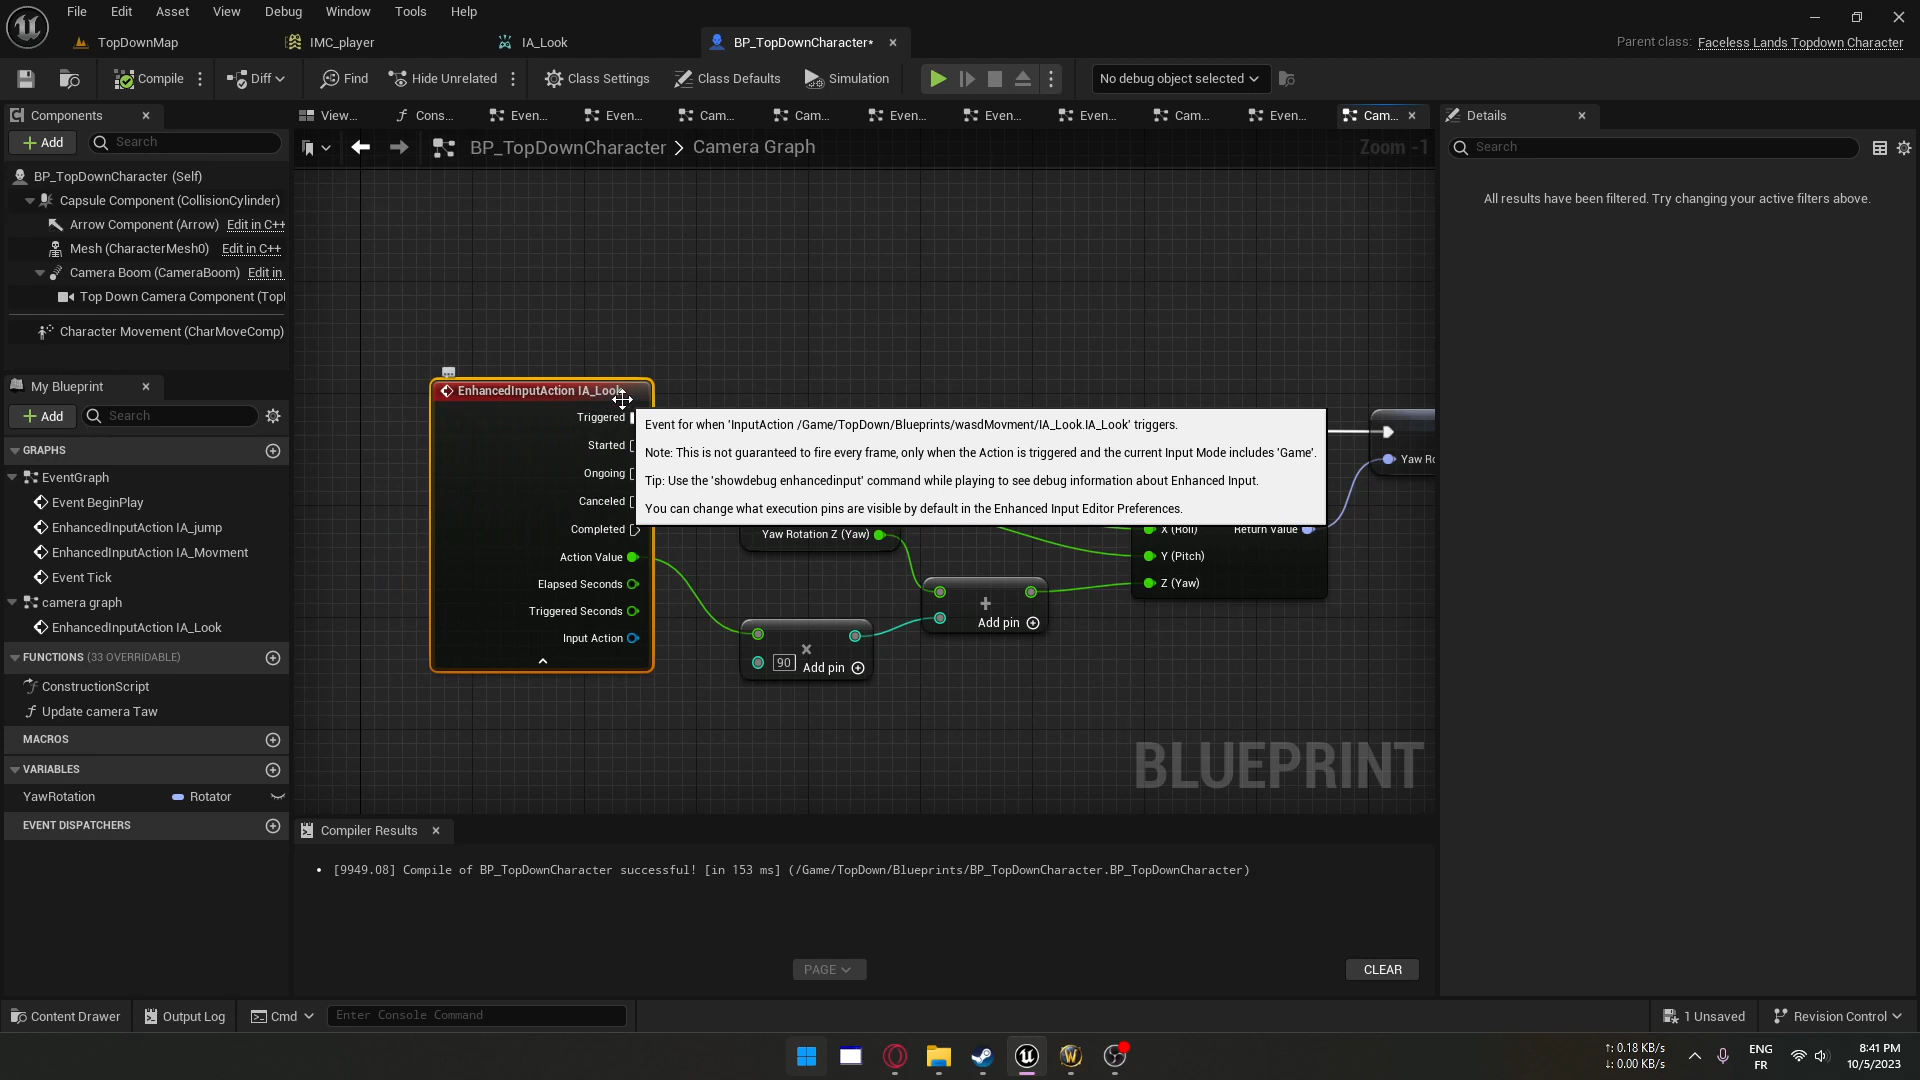 File Edit Asset View Debug Window Tools Help
TopDownMap IMC_player IA_Look BP_TopDownCharacter* Parent class: Faceless Lands Topdown Character
Compile Diff Find Hide Unrelated Class Settings Class Defaults Simulation No debug object selected
Components
View... Cons... Even... Even... Cam... Cam... Even... Even... Even... Cam... Even... Cam...
Details
Add Search
BP_TopDownCharacter > Camera Graph Zoom -1
Search
BP_TopDownCharacter (Self)
All results have been filtered. Try changing your active filters above.
Capsule Component (CollisionCylinder)
Arrow Component (Arrow) Edit in C++
Mesh (CharacterMesh0) Edit in C++
Camera Boom (CameraBoom) Edit in
Top Down Camera Component (Topl
Character Movement (CharMoveComp)
My Blueprint
Add Search
GRAPHS
EventGraph
Event BeginPlay
EnhancedInputAction IA_jump
EnhancedInputAction IA_Movment
Event Tick
camera graph
EnhancedInputAction IA_Look
FUNCTIONS (33 OVERRIDABLE)
ConstructionScript
Update camera Taw
MACROS
VARIABLES
YawRotation Rotator
EVENT DISPATCHERS
EnhancedInputAction IA_Look
Triggered
Started
Ongoing
Canceled
Completed
Action Value
Elapsed Seconds
Triggered Seconds
Input Action
Event for when 'InputAction /Game/TopDown/Blueprints/wasdMovment/IA_Look.IA_Look' triggers.
Note: This is not guaranteed to fire every frame, only when the Action is triggered and the current Input Mode includes 'Game'.
Tip: Use the 'showdebug enhancedinput' command while playing to see debug information about Enhanced Input.
You can change what execution pins are visible by default in the Enhanced Input Editor Preferences.
Yaw Rotation Z (Yaw)
90 Add pin
Add pin
X (Roll) Return Value
Y (Pitch)
Z (Yaw)
Yaw Ro
BLUEPRINT
Compiler Results
[9949.08] Compile of BP_TopDownCharacter successful! [in 153 ms] (/Game/TopDown/Blueprints/BP_TopDownCharacter.BP_TopDownCharacter)
PAGE CLEAR
Content Drawer Output Log Cmd Enter Console Command 1 Unsaved Revision Control
↑: 0.18 KB/s
↓: 0.00 KB/s
ENG
FR
8:41 PM
10/5/2023